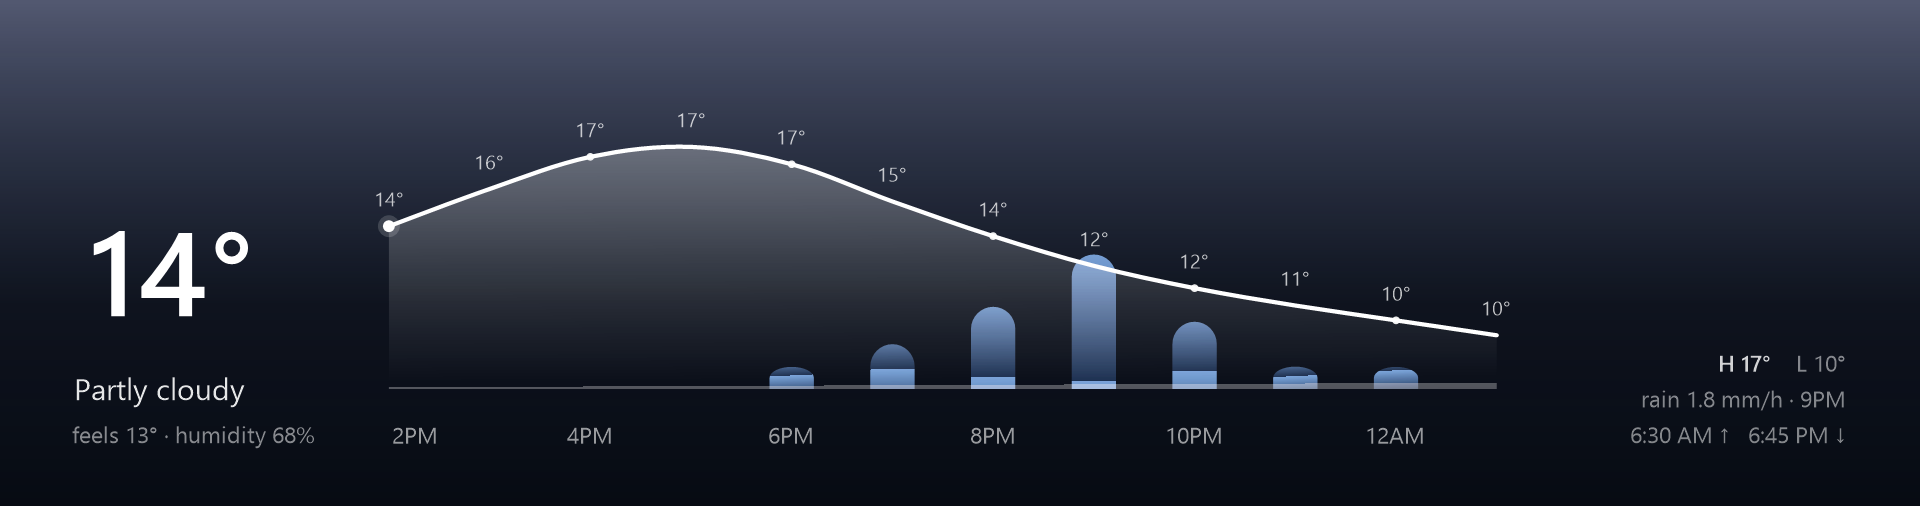 14°
Partly cloudy
feels 13° · humidity 68%
14° 16° 17° 17° 17° 15° 14° 12° 12° 11° 10° 10°
2PM 4PM 6PM 8PM 10PM 12AM
H 17° L 10°
rain 1.8 mm/h · 9PM
6:30 AM ↑ 6:45 PM ↓